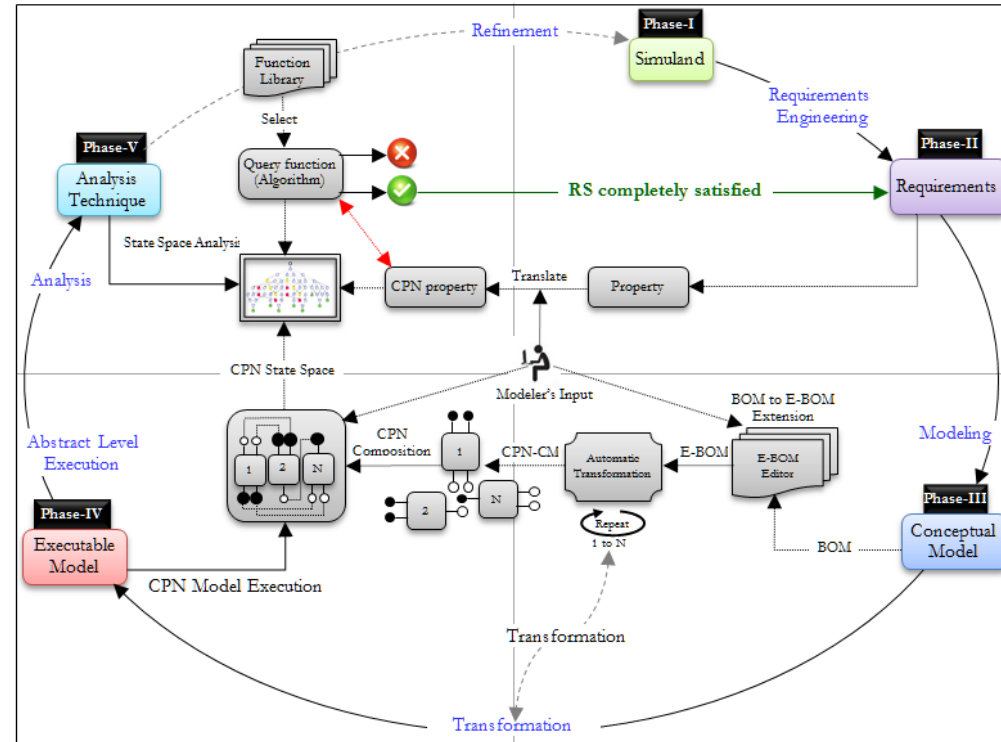 Phase-I
Refinement
Simuland
Function
Library
Requirements
Engineering
Select
Phase-V
Phase-II
Analysis
Technique
Query function
(Algorithm)
RS completely satisfied
Requirements
State Space Analysis
Analysis
CPN property
Translate
Property
CPN State Space
Modeler's Input
BOM to E-BOM
Extension
Abstract Level
Execution
CPN
Composition
1
CPN-CM
Automatic
Transformation
E-BOM
E-BOM
Editor
Modeling
1
2
N
2
N
Phase-IV
Phase-III
Repeat
1 to N
Executable
Model
BOM
Conceptual
Model
CPN Model Execution
Transformation
Transformation